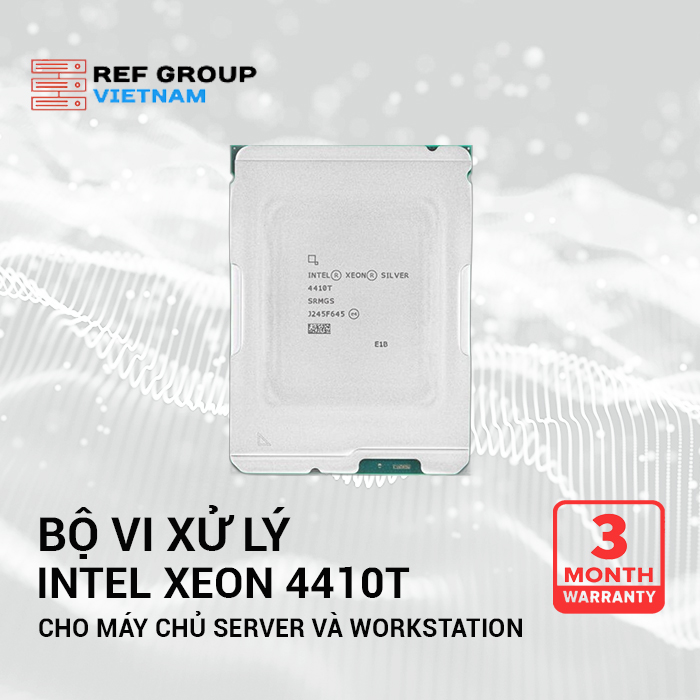 REF GROUP
VIETNAM
INTEL® XEON® SILVER
4410T
SRMGS
J245F645 e4
E1B
BỘ VI XỬ LÝ
INTEL XEON 4410T
CHO MÁY CHỦ SERVER VÀ WORKSTATION
3
MONTH
WARRANTY